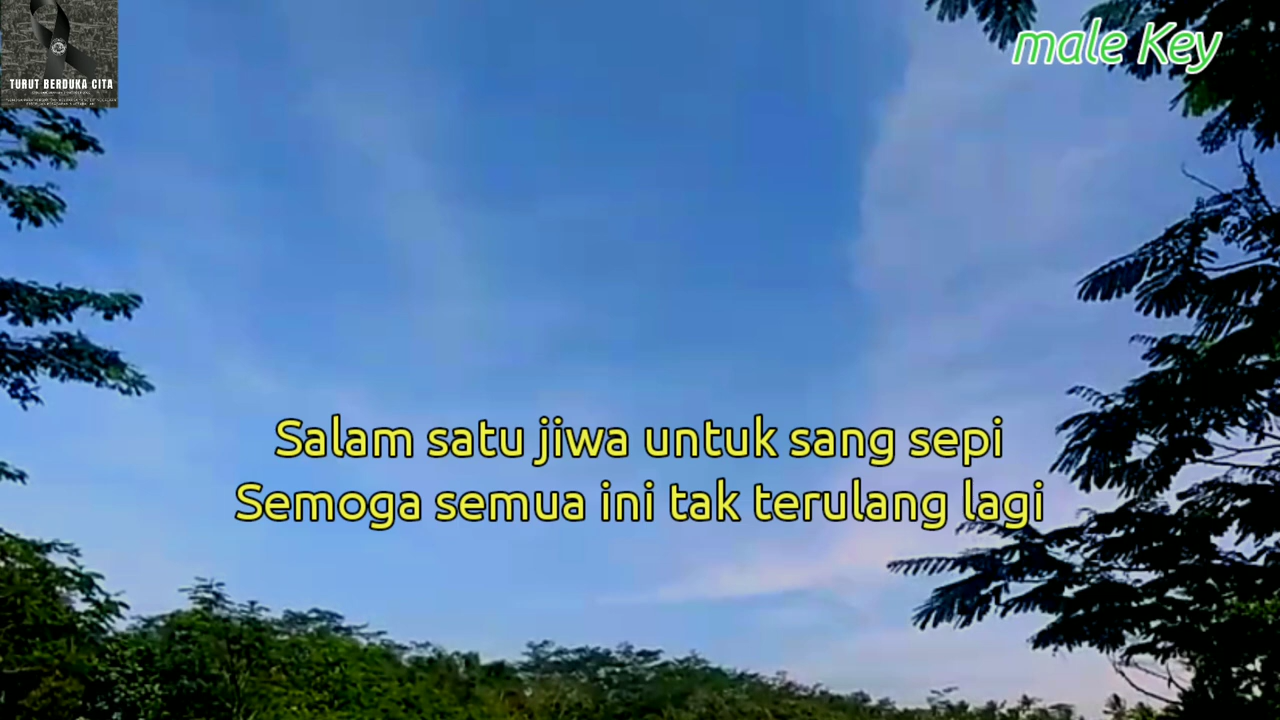 TURUT BERDUKA CITA
male Key
Salam satu jiwa untuk sang sepi
Semoga semua ini tak terulang lagi